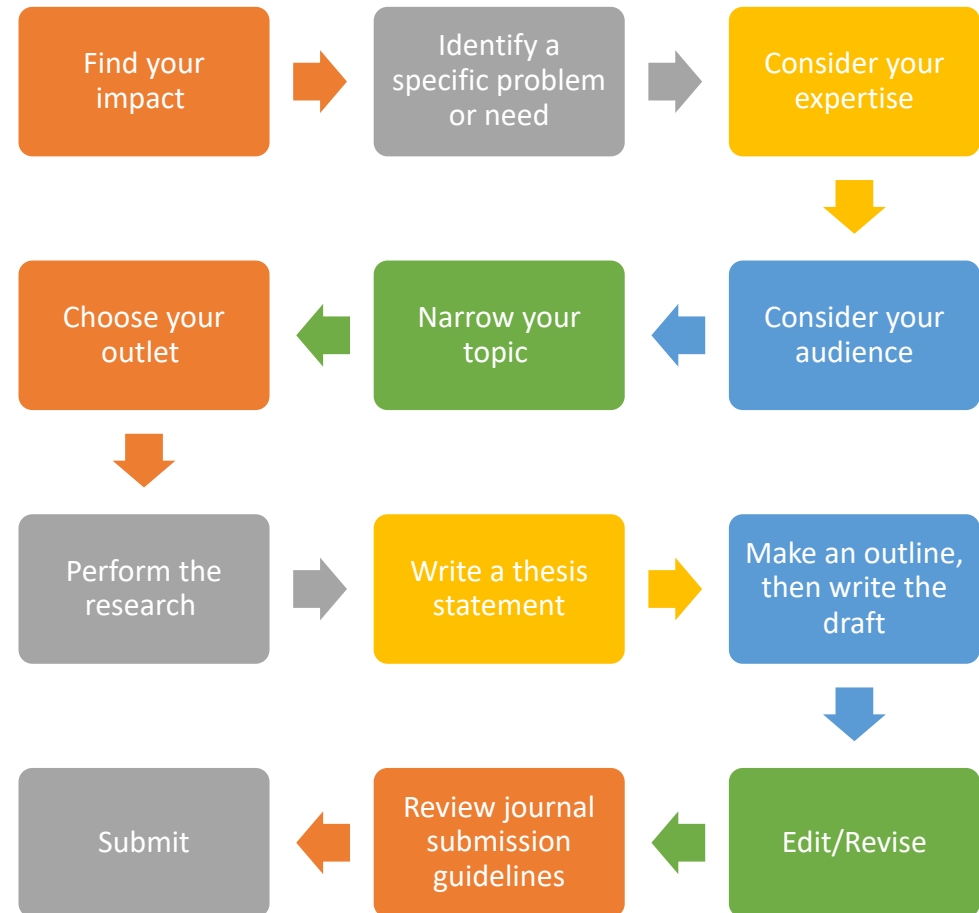 Find your
impact
Identify a
specific problem
or need
Consider your
expertise
Consider your
audience
Narrow your
topic
Choose your
outlet
Perform the
research
Write a thesis
statement
Make an outline,
then write the
draft
Edit/Revise
Review journal
submission
guidelines
Submit